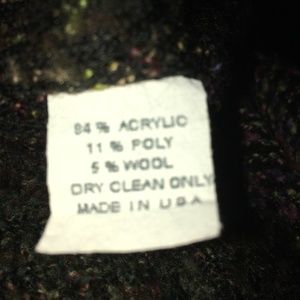 84 % ACRYLIC
11 % POLY
5 % WOOL
DRY CLEAN ONLY
MADE IN USA